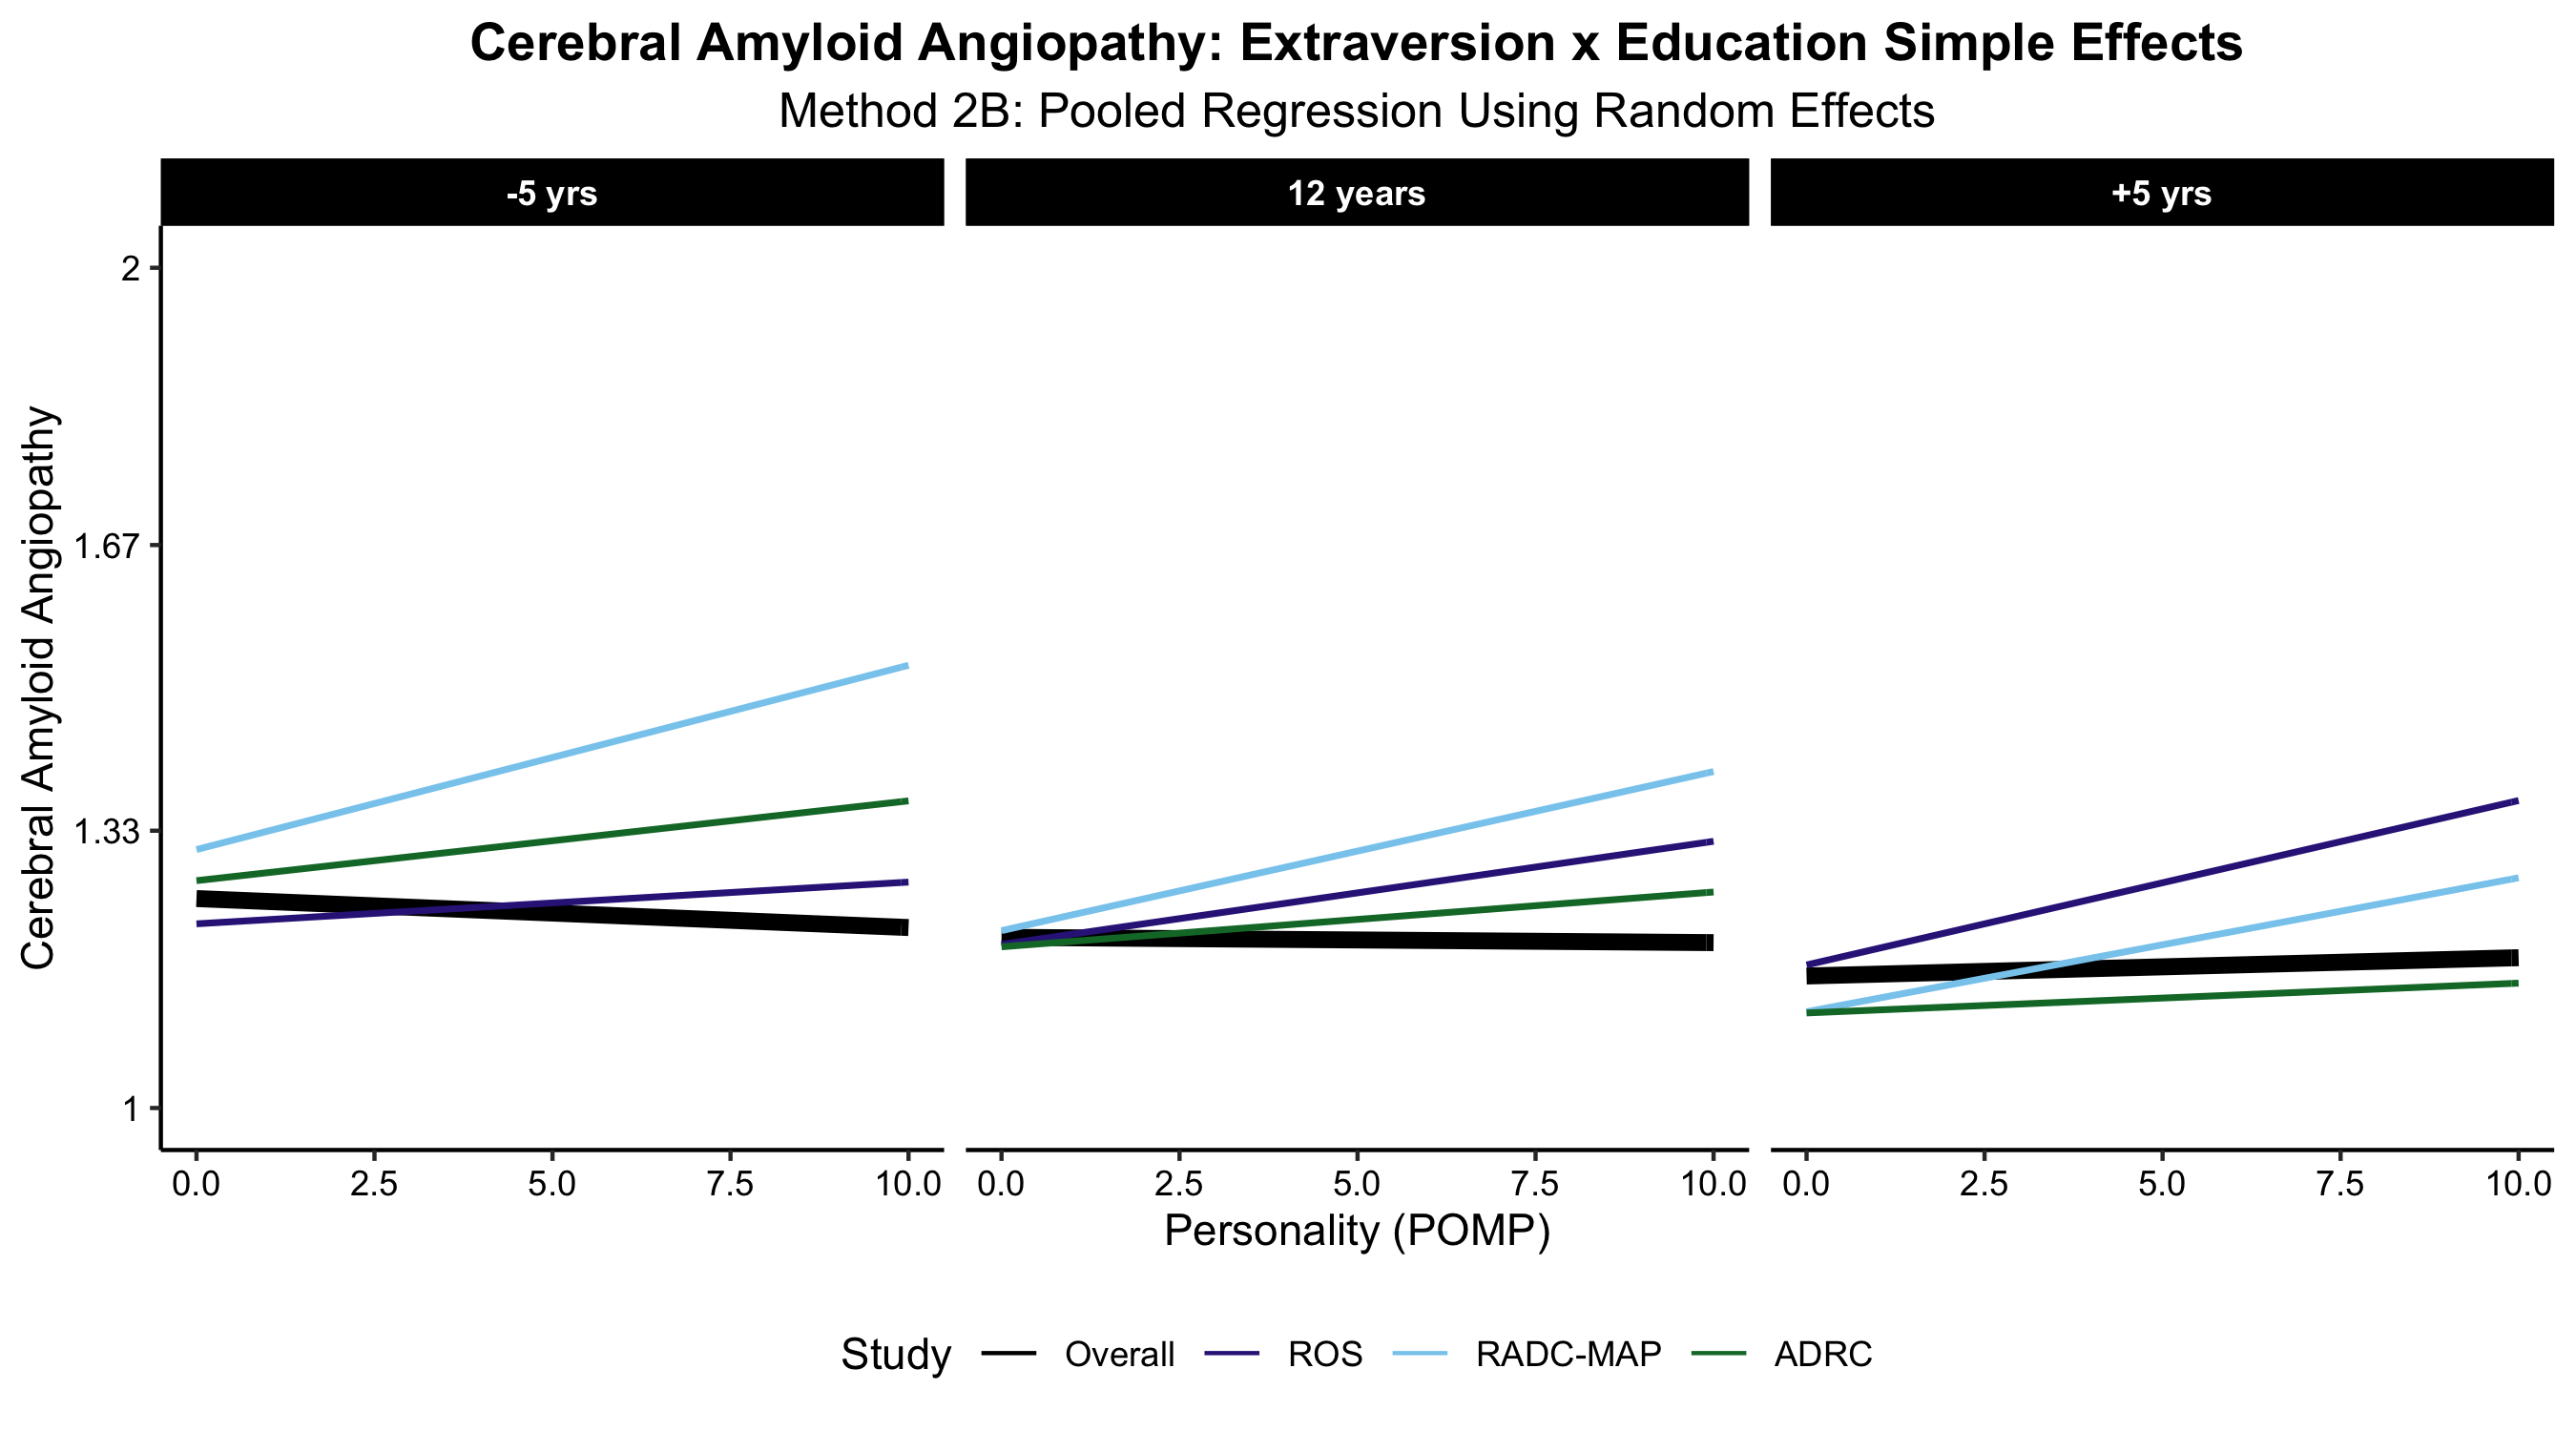 Cerebral Amyloid Angiopathy: Extraversion x Education Simple Effects
Method 2B: Pooled Regression Using Random Effects
-5 yrs
12 years
+5 yrs
Cerebral Amyloid Angiopathy
2
1.67
1.33
1
0.0 2.5 5.0 7.5 10.0
0.0 2.5 5.0 7.5 10.0
0.0 2.5 5.0 7.5 10.0
Personality (POMP)
Study Overall ROS RADC-MAP ADRC